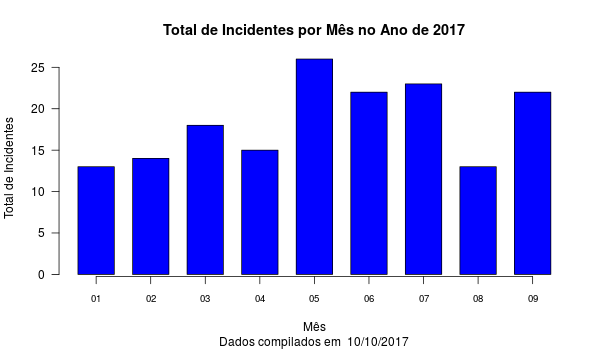 Total de Incidentes por Mês no Ano de 2017
Total de Incidentes
25
20
15
10
5
0
01 02 03 04 05 06 07 08 09
Mês
Dados compilados em 10/10/2017